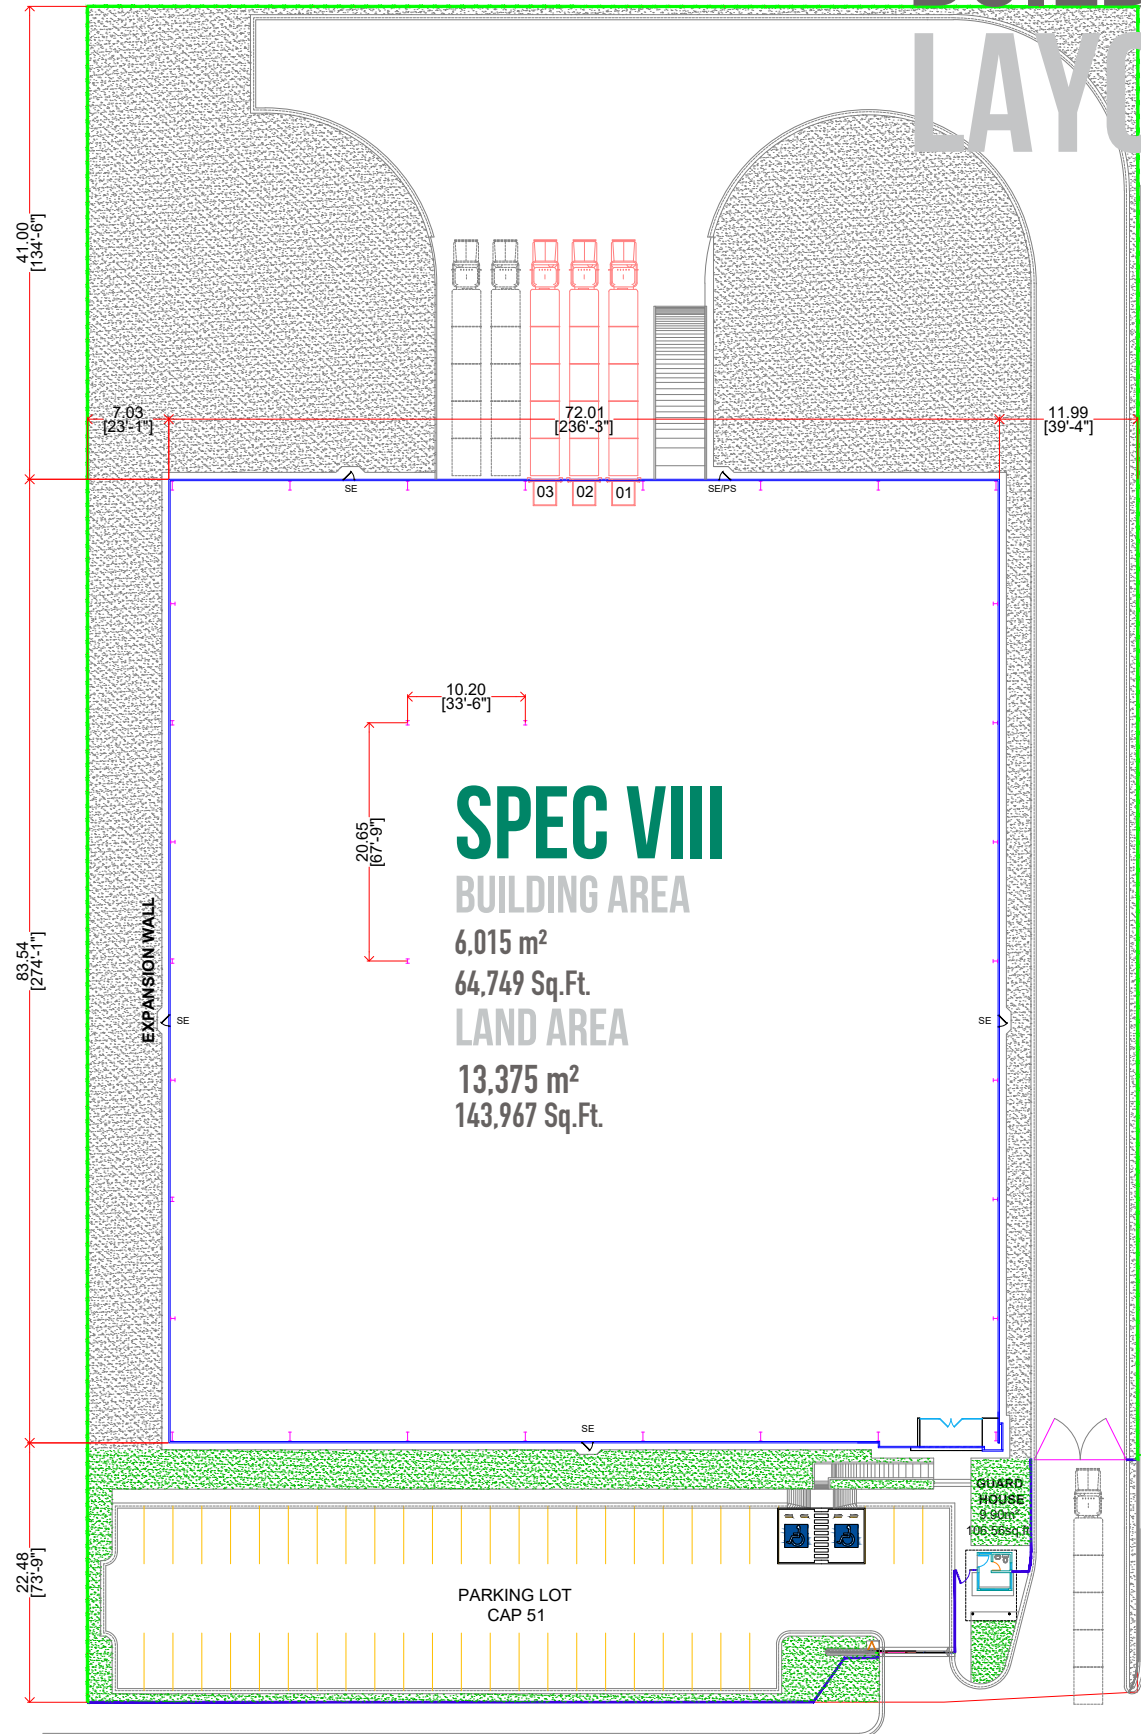 LAYO
41.00
[134'-6"]
7.03
[23'-1"]
72.01
[236'-3"]
11.99
[39'-4"]
SE
03
02
01
SE/PS
10.20
[33'-6"]
20.65
[67'-9"]
SPEC VIII
BUILDING AREA
6,015 m²
64,749 Sq.Ft.
LAND AREA
13,375 m²
143,967 Sq.Ft.
83.54
[274'-1"]
EXPANSION WALL
SE
SE
SE
GUARD
HOUSE
9.90m²
106.56sq.ft
22.48
[73'-9"]
PARKING LOT
CAP 51